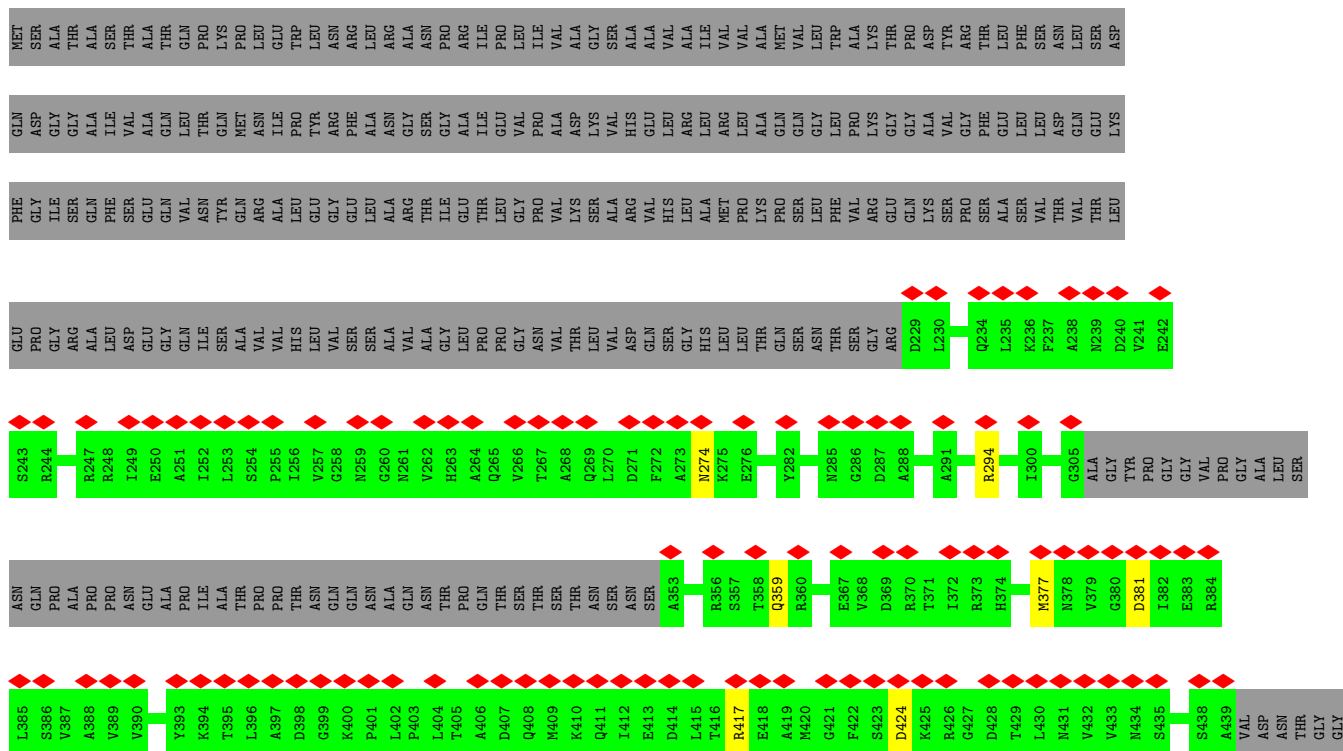 MET SER ALA THR ALA SER THR ALA THR GLN PRO LYS PRO LEU GLU TRP LEU ASN ARG LEU ARG ALA ASN PRO ARG ILE PRO LEU ILE VAL ALA GLY SER ALA ALA VAL ALA ILE VAL VAL ALA MET VAL LEU TRP ALA LYS THR PRO ASP TYR ARG THR LEU PHE SER ASN LEU SER ASP
GLN ASP GLY GLY ALA ILE VAL ALA GLN LEU THR GLN MET ASN ILE PRO TYR ARG PHE ALA ASN GLY SER GLY ALA ILE GLU VAL PRO ALA ASP LYS VAL HIS GLU LEU ARG LEU ARG LEU ALA GLN GLN GLY LEU PRO LYS GLY GLY ALA VAL GLY PHE GLU LEU LEU ASP GLN GLU LYS
PHE GLY ILE SER GLN PHE SER GLU GLN VAL ASN TYR GLN ARG ALA LEU GLU GLY GLU LEU ALA ARG THR ILE GLU THR LEU GLY PRO VAL LYS SER ALA ARG VAL HIS LEU ALA MET PRO LYS PRO SER LEU PHE VAL ARG GLU GLN LYS SER PRO SER ALA SER VAL THR VAL THR LEU
GLU PRO GLY ARG ALA LEU ASP GLU GLY GLN ILE SER ALA VAL VAL HIS LEU VAL SER SER ALA VAL ALA GLY LEU PRO PRO GLY ASN VAL THR LEU VAL ASP GLN SER GLY HIS LEU LEU THR GLN SER ASN THR SER GLY ARG D229 L230 Q234 L235 K236 F237 A238 N239 D240 V241 E242
S243 R244 R247 R248 I249 E250 A251 I252 L253 S254 P255 I256 V257 G258 N259 G260 N261 V262 H263 A264 Q265 V266 T267 A268 Q269 L270 D271 F272 A273 N274 K275 E276 Y282 N285 G286 D287 A288 A291 R294 I300 G305 ALA GLY TYR PRO GLY GLY VAL PRO GLY ALA LEU SER
ASN GLN PRO ALA PRO PRO ASN GLU ALA PRO ILE ALA THR PRO PRO THR ASN GLN GLN ASN ALA GLN ASN THR PRO GLN THR SER THR SER THR ASN SER ASN SER A353 R356 S357 T358 Q359 R360 E367 V368 D369 R370 T371 I372 R373 H374 M377 N378 V379 G380 D381 I382 E383 R384
L385 S386 V387 A388 V389 V390 Y393 K394 T395 L396 A397 D398 G399 K400 P401 L402 P403 L404 T405 A406 D407 Q408 M409 K410 Q411 I412 E413 D414 L415 T416 R417 E418 A419 M420 G421 F422 S423 D424 K425 R426 G427 D428 T429 L430 N431 V432 V433 N434 S435 S438 A439 VAL ASP ASN THR GLY GLY